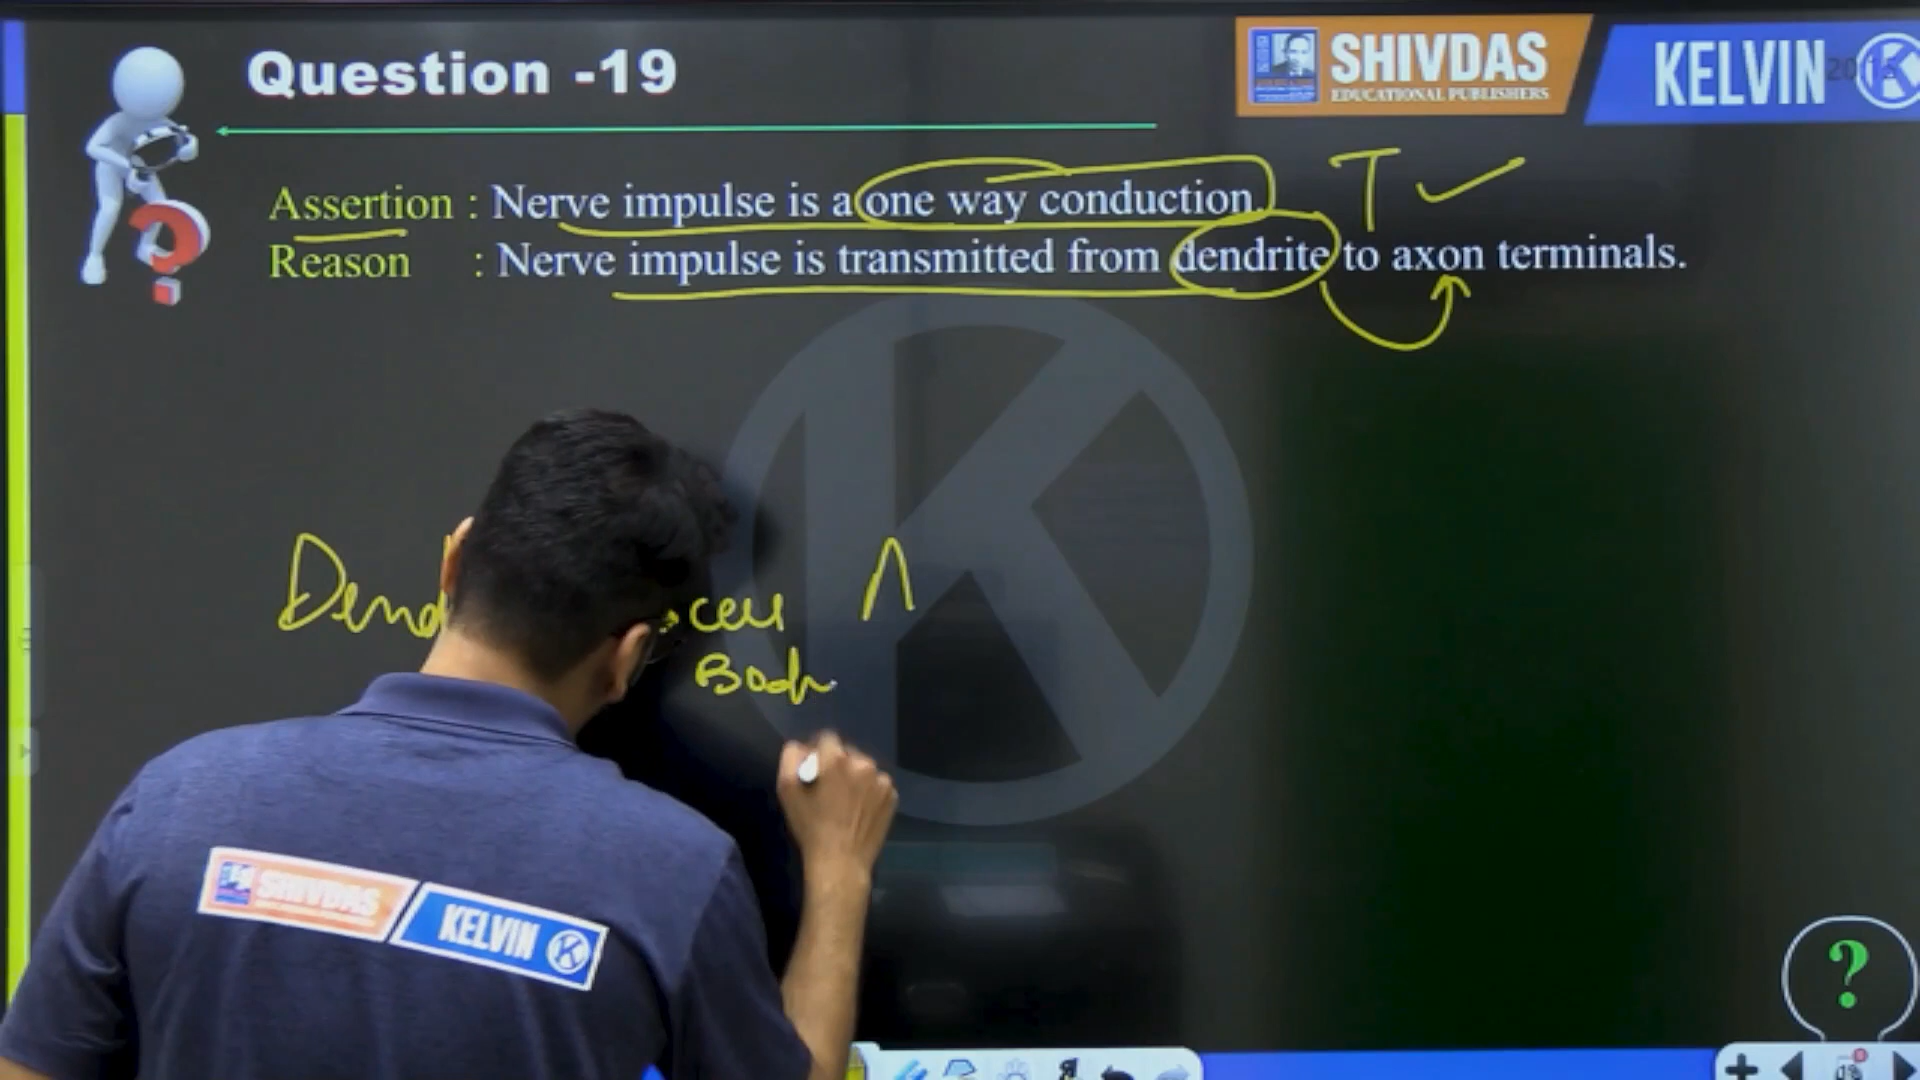 Question -19
SHIVDAS
EDUCATIONAL PUBLISHERS
KELVIN
Assertion : Nerve impulse is a one way conduction. T
Reason : Nerve impulse is transmitted from dendrite to axon terminals.
Dend
cell
Body
SHIVDAS
KELVIN
?